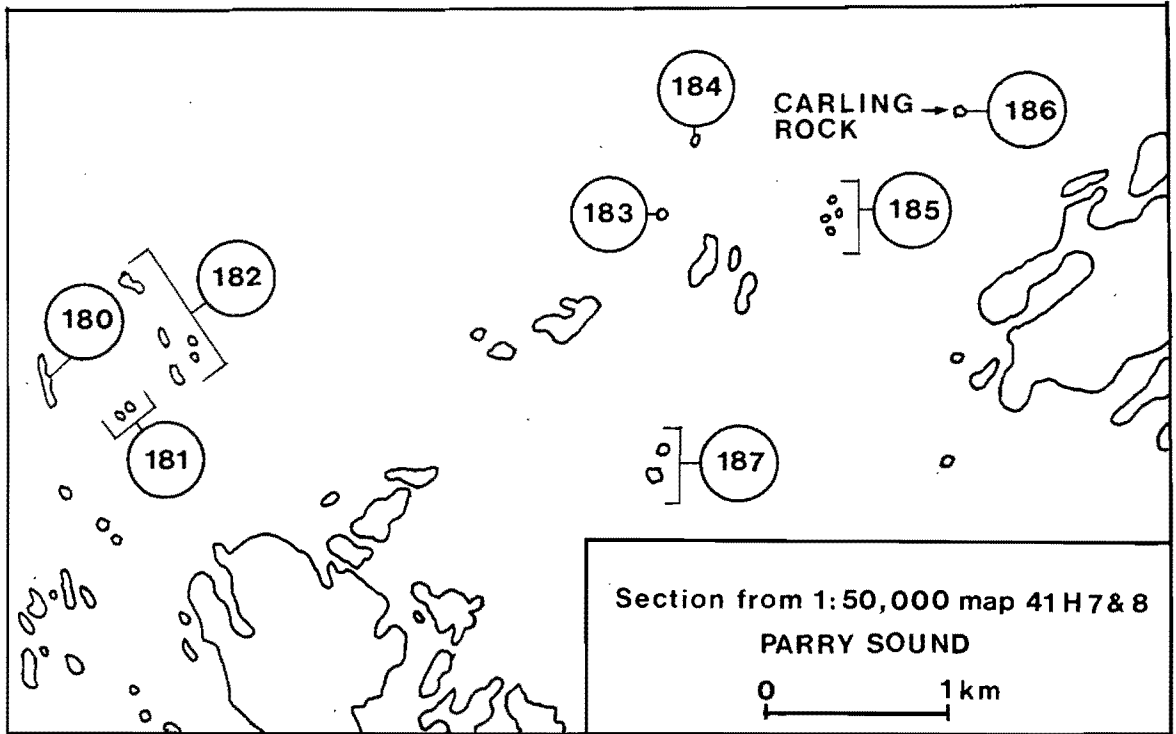 184
CARLING → 186
ROCK
183
185
182
180
181
187
Section from 1:50,000 map 41 H 7 & 8
PARRY SOUND
0 1 km